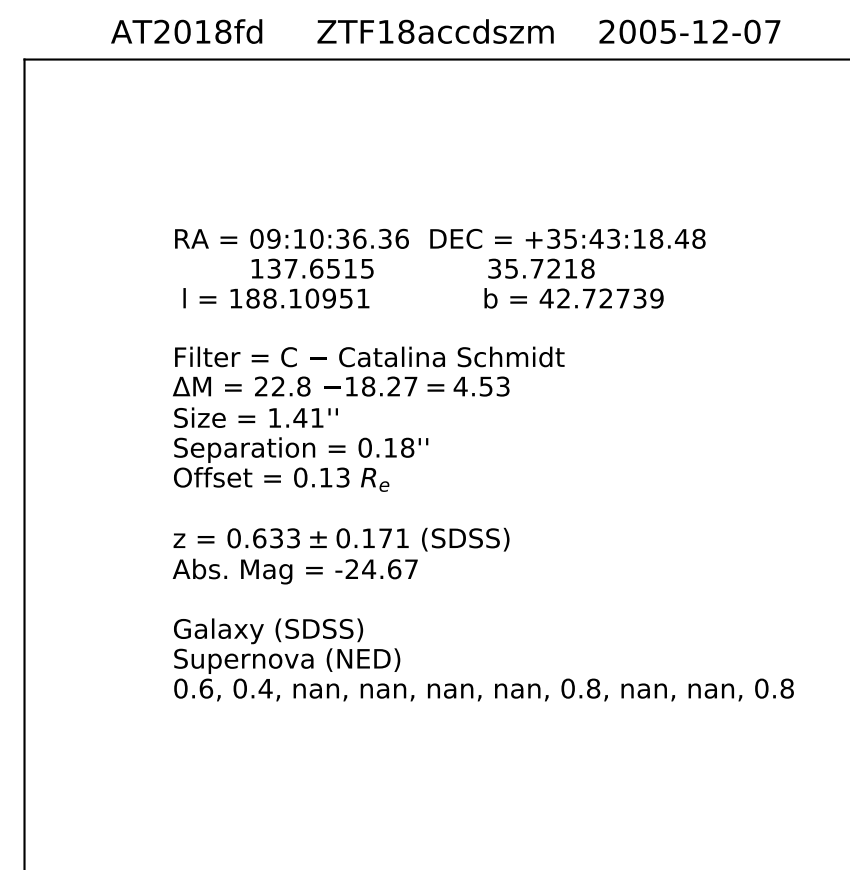 AT2018fd ZTF18accdszm 2005-12-07
RA = 09:10:36.36 DEC = +35:43:18.48
137.6515 35.7218
l = 188.10951 b = 42.72739
Filter = C − Catalina Schmidt
ΔM = 22.8 −18.27 = 4.53
Size = 1.41''
Separation = 0.18''
Offset = 0.13 Rₑ
z = 0.633 ± 0.171 (SDSS)
Abs. Mag = -24.67
Galaxy (SDSS)
Supernova (NED)
0.6, 0.4, nan, nan, nan, nan, 0.8, nan, nan, 0.8